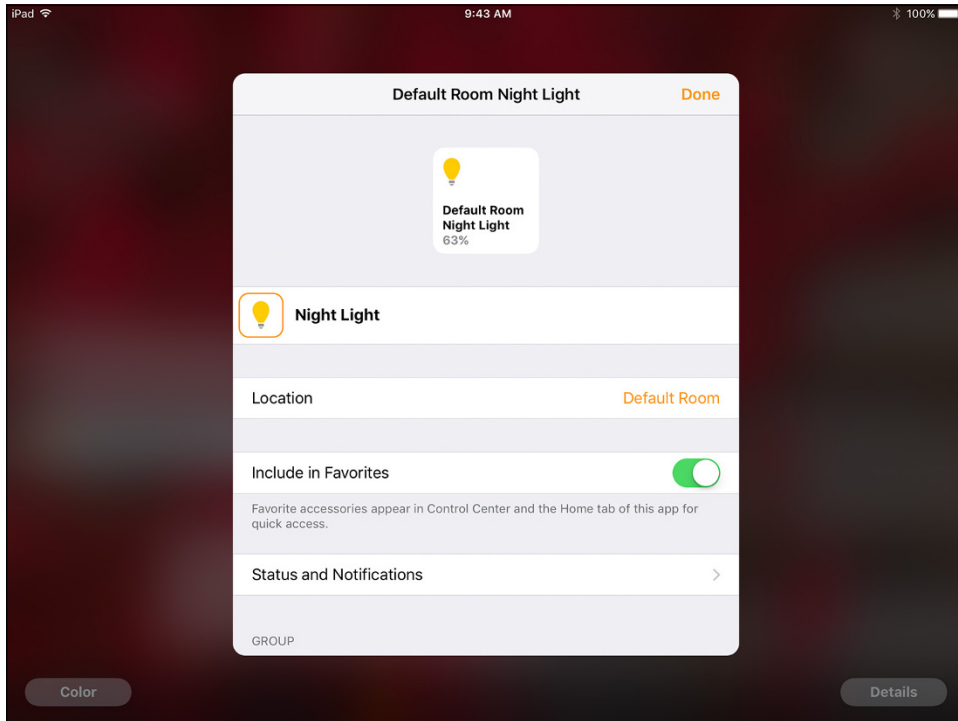 iPad 9:43 AM 100%
Default Room Night Light Done
Default Room
Night Light
63%
Night Light
Location Default Room
Include in Favorites
Favorite accessories appear in Control Center and the Home tab of this app for
quick access.
Status and Notifications
GROUP
Color Details